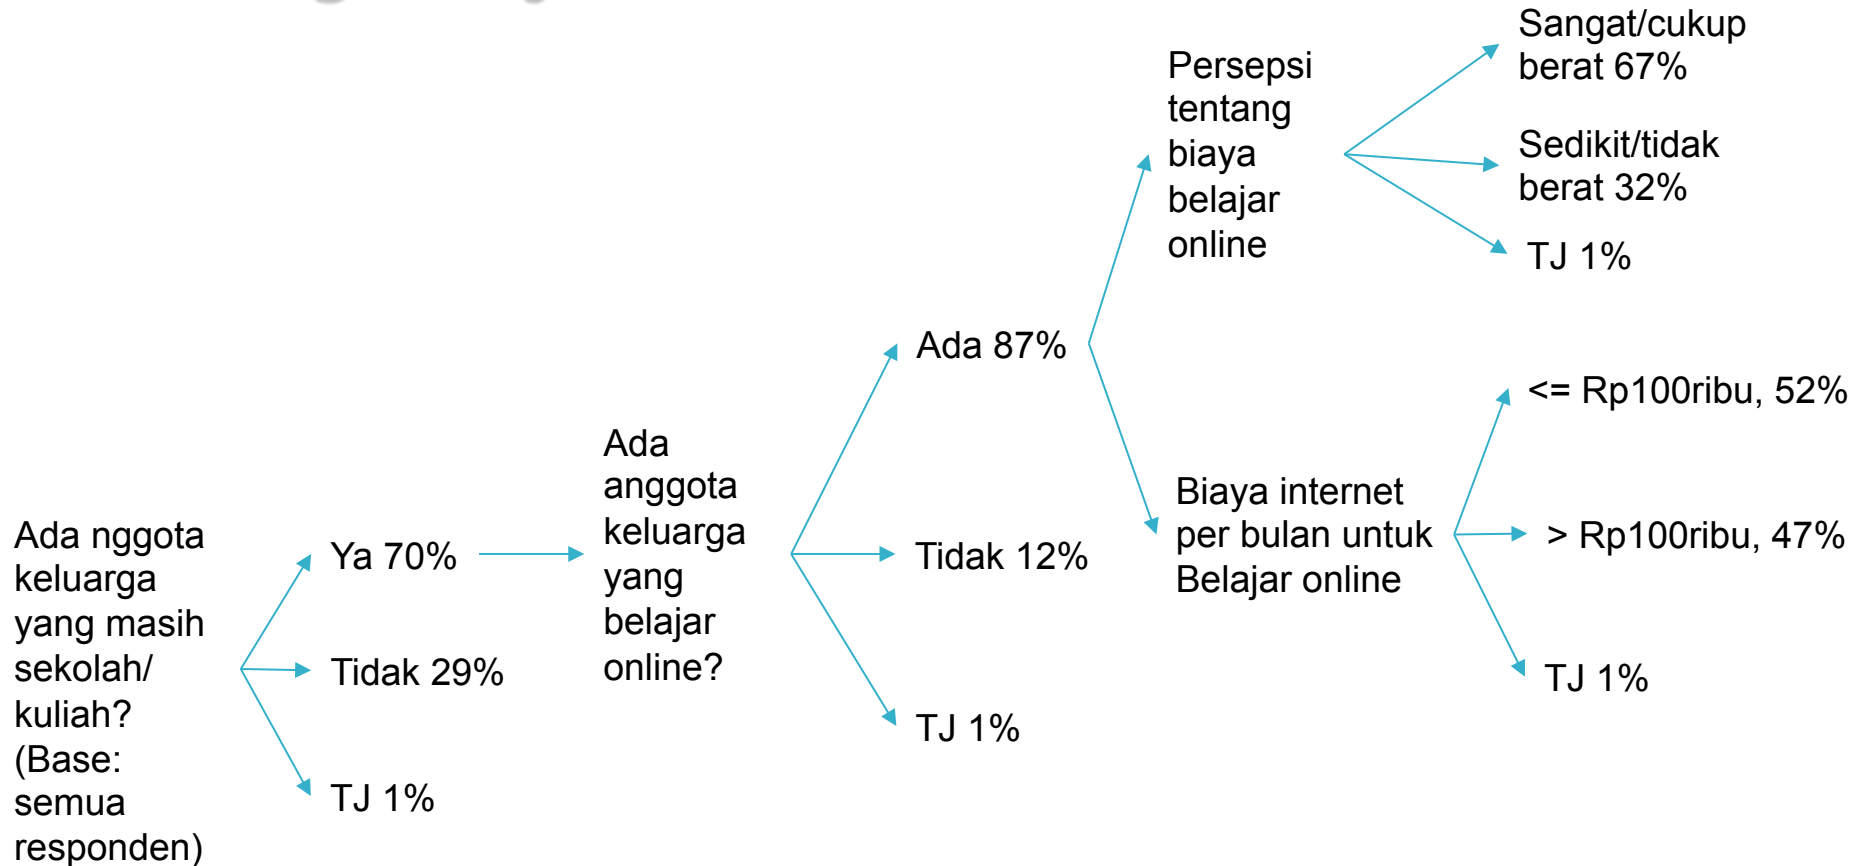 Ada nggota
keluarga
yang masih
sekolah/
kuliah?
(Base:
semua
responden)
Ya 70%
Tidak 29%
TJ 1%
Ada
anggota
keluarga
yang
belajar
online?
Ada 87%
Tidak 12%
TJ 1%
Persepsi
tentang
biaya
belajar
online
Sangat/cukup
berat 67%
Sedikit/tidak
berat 32%
TJ 1%
Biaya internet
per bulan untuk
Belajar online
<= Rp100ribu, 52%
> Rp100ribu, 47%
TJ 1%